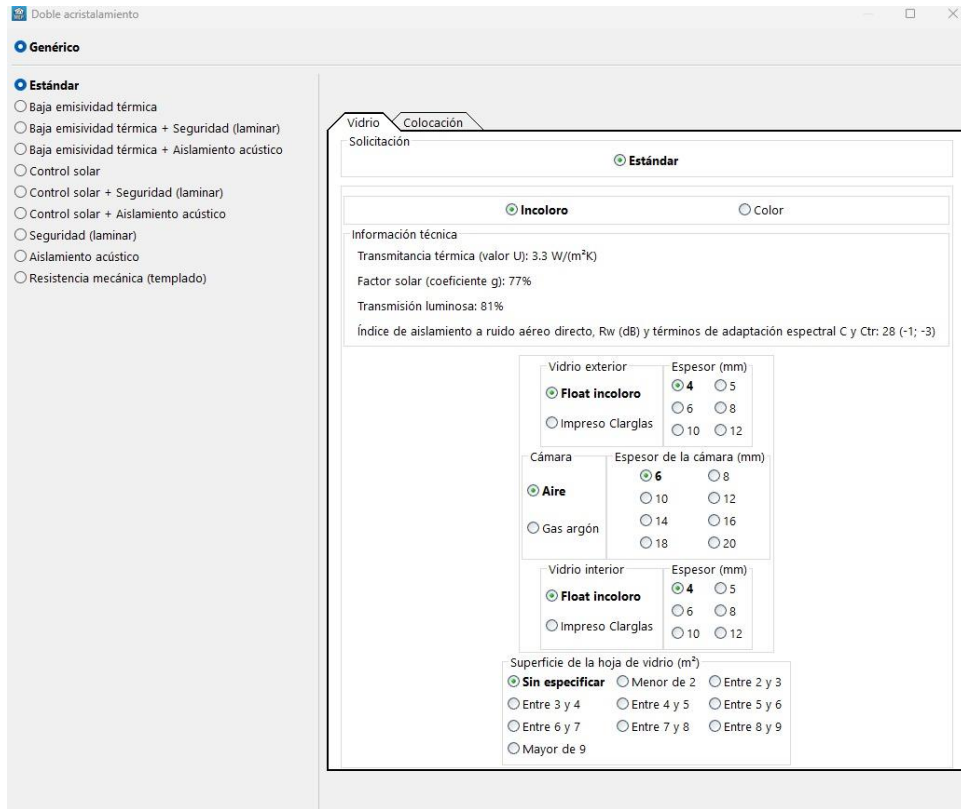 Doble acristalamiento
Genérico
Estándar
Baja emisividad térmica
Baja emisividad térmica + Seguridad (laminar)
Baja emisividad térmica + Aislamiento acústico
Control solar
Control solar + Seguridad (laminar)
Control solar + Aislamiento acústico
Seguridad (laminar)
Aislamiento acústico
Resistencia mecánica (templado)
Vidrio Colocación
Solicitación
Estándar
Incoloro Color
Información técnica
Transmitancia térmica (valor U): 3.3 W/(m²K)
Factor solar (coeficiente g): 77%
Transmisión luminosa: 81%
Índice de aislamiento a ruido aéreo directo, Rw (dB) y términos de adaptación espectral C y Ctr: 28 (-1; -3)
Vidrio exterior Espesor (mm)
Float incoloro 4 5
6 8
Impreso Clarglas 10 12
Cámara Espesor de la cámara (mm)
6 8
Aire 10 12
Gas argón 14 16
18 20
Vidrio interior Espesor (mm)
Float incoloro 4 5
6 8
Impreso Clarglas 10 12
Superficie de la hoja de vidrio (m²)
Sin especificar Menor de 2 Entre 2 y 3
Entre 3 y 4 Entre 4 y 5 Entre 5 y 6
Entre 6 y 7 Entre 7 y 8 Entre 8 y 9
Mayor de 9